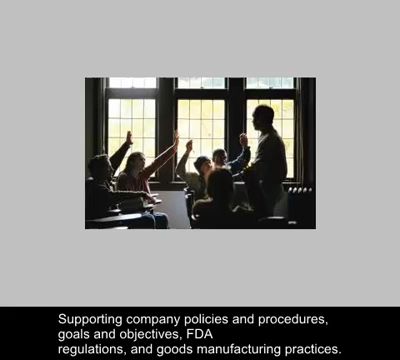 Supporting company policies and procedures,
goals and objectives, FDA
regulations, and goods manufacturing practices.